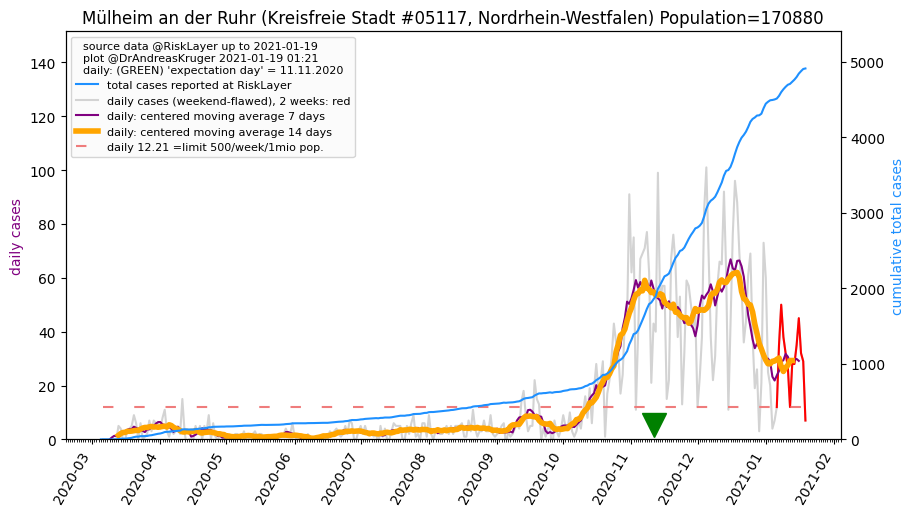 Mülheim an der Ruhr (Kreisfreie Stadt #05117, Nordrhein-Westfalen) Population=170880
source data @RiskLayer up to 2021-01-19
plot @DrAndreasKruger 2021-01-19 01:21
daily: (GREEN) 'expectation day' = 11.11.2020
total cases reported at RiskLayer
daily cases (weekend-flawed), 2 weeks: red
daily: centered moving average 7 days
daily: centered moving average 14 days
daily 12.21 =limit 500/week/1mio pop.
daily cases
140
120
100
80
60
40
20
0
5000
4000
3000
2000
1000
0
cumulative total cases
2020-03
2020-04
2020-05
2020-06
2020-07
2020-08
2020-09
2020-10
2020-11
2020-12
2021-01
2021-02